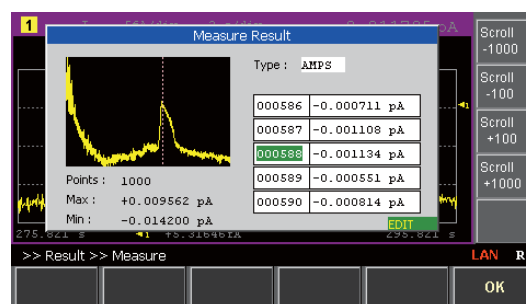 1
Measure Result
Type : AMPS
000586 -0.000711 pA
000587 -0.001108 pA
000588 -0.001134 pA
000589 -0.000551 pA
000590 -0.000814 pA
Points : 1000
Max : +0.009562 pA
Min : -0.014200 pA
EDIT
275.821 s
295.821 s
>> Result >> Measure
LAN R
Scroll
-1000
Scroll
-100
Scroll
+100
Scroll
+1000
OK